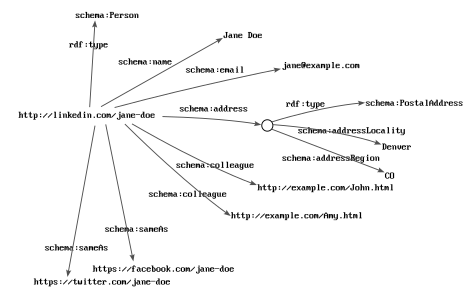 schema:Person
rdf:type
Jane Doe
schema:name
schema:email
jane@example.com
rdf:type
schema:PostalAddress
schema:address
http://linkedin.com/jane-doe
schema:addressLocality
Denver
schema:addressRegion
schema:colleague
CO
http://example.com/John.html
schema:colleague
http://example.com/Amy.html
schema:sameAs
schema:sameAs
https://facebook.com/jane-doe
https://twitter.com/jane-doe